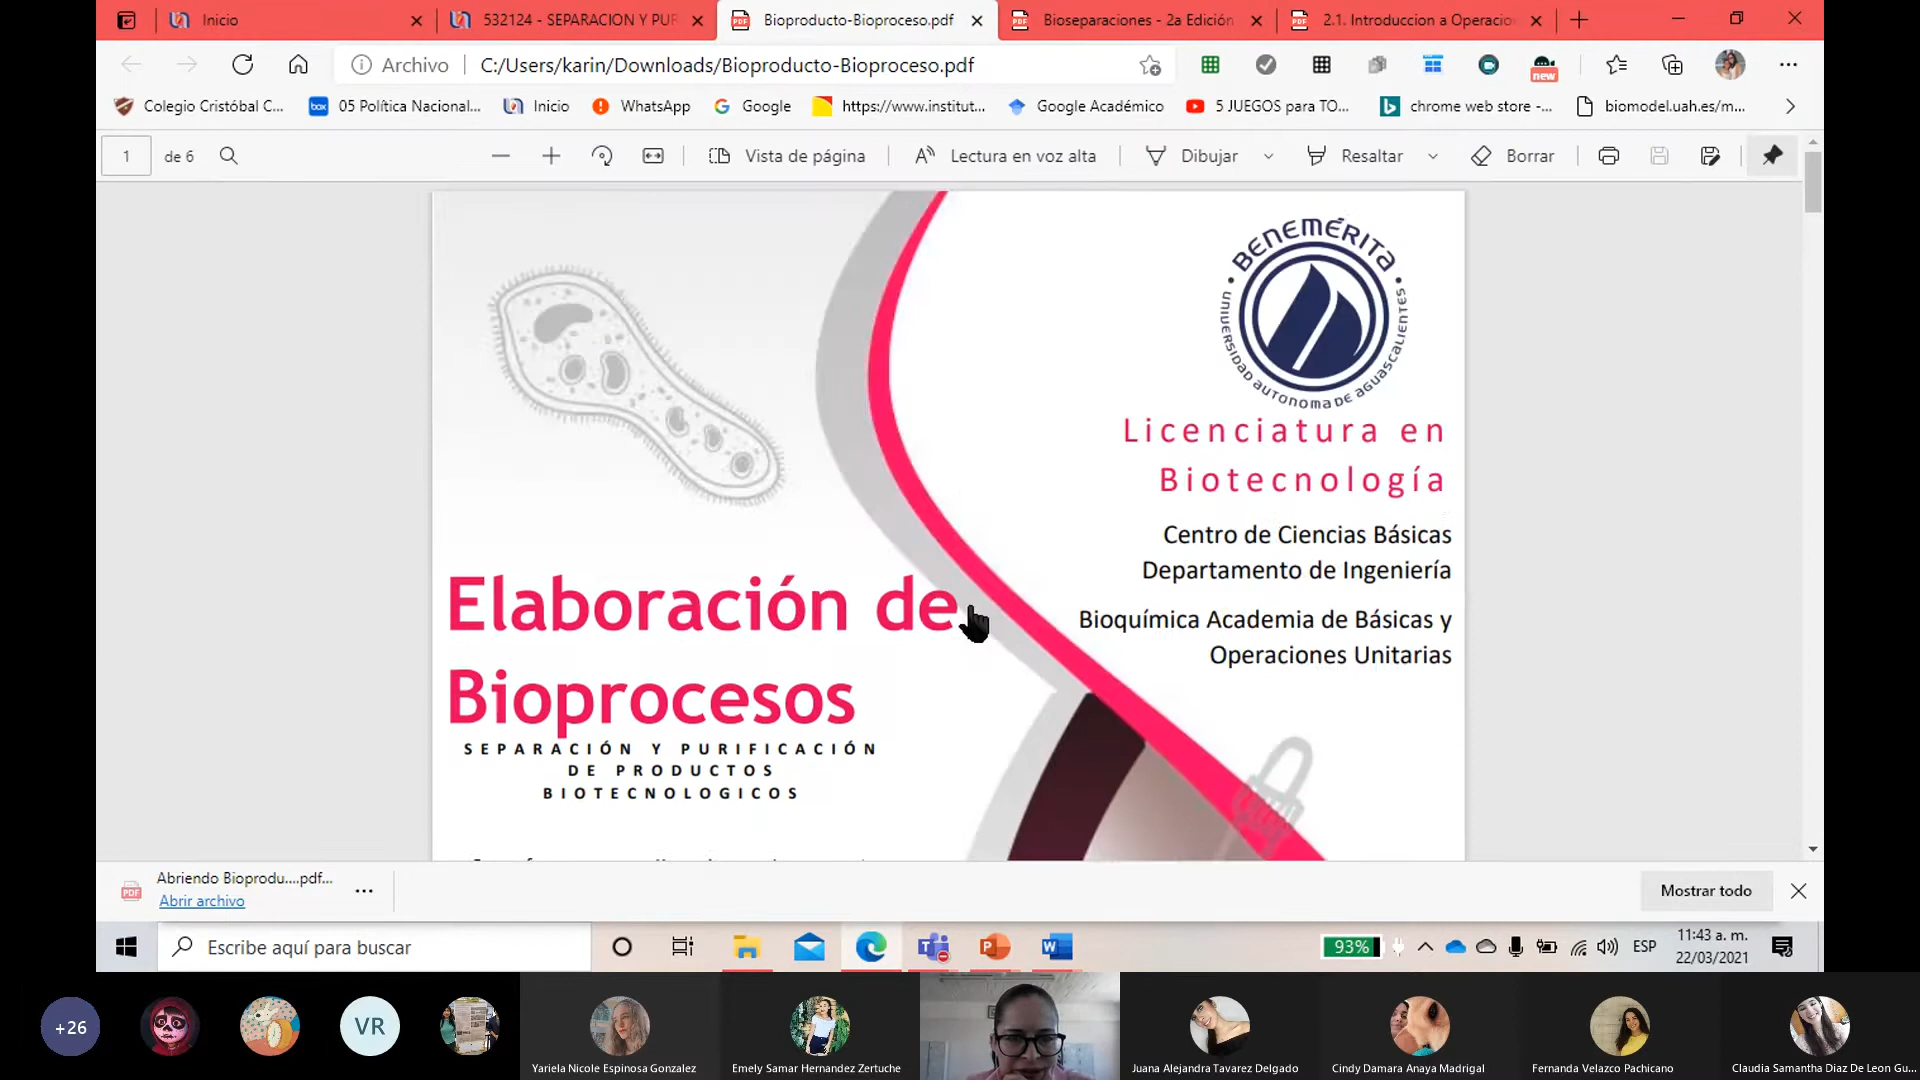 Inicio
532124 - SEPARACION Y PUR
Bioproducto-Bioproceso.pdf
Bioseparaciones - 2a Edición
2.1. Introduccion a Operacio
Archivo
C:/Users/karin/Downloads/Bioproducto-Bioproceso.pdf
new
Colegio Cristóbal C...
box
05 Política Nacional...
Inicio
WhatsApp
Google
https://www.institut...
Google Académico
5 JUEGOS para TO...
chrome web store -...
biomodel.uah.es/m...
1
de 6
Vista de página
Lectura en voz alta
Dibujar
Resaltar
Borrar
BENEMÉRITA
UNIVERSIDAD AUTONOMA DE AGUASCALIENTES
Licenciatura en
Biotecnología
Centro de Ciencias Básicas
Departamento de Ingeniería
Bioquímica Academia de Básicas y
Operaciones Unitarias
Elaboración de
Bioprocesos
SEPARACIÓN Y PURIFICACIÓN
DE PRODUCTOS
BIOTECNOLOGICOS
PDF
Abriendo Bioprodu....pdf...
Abrir archivo
Mostrar todo
Escribe aquí para buscar
93%
ESP
11:43 a. m.
22/03/2021
+26
VR
Yariela Nicole Espinosa Gonzalez
Emely Samar Hernandez Zertuche
Juana Alejandra Tavarez Delgado
Cindy Damara Anaya Madrigal
Fernanda Velazco Pachicano
Claudia Samantha Diaz De Leon Gu...